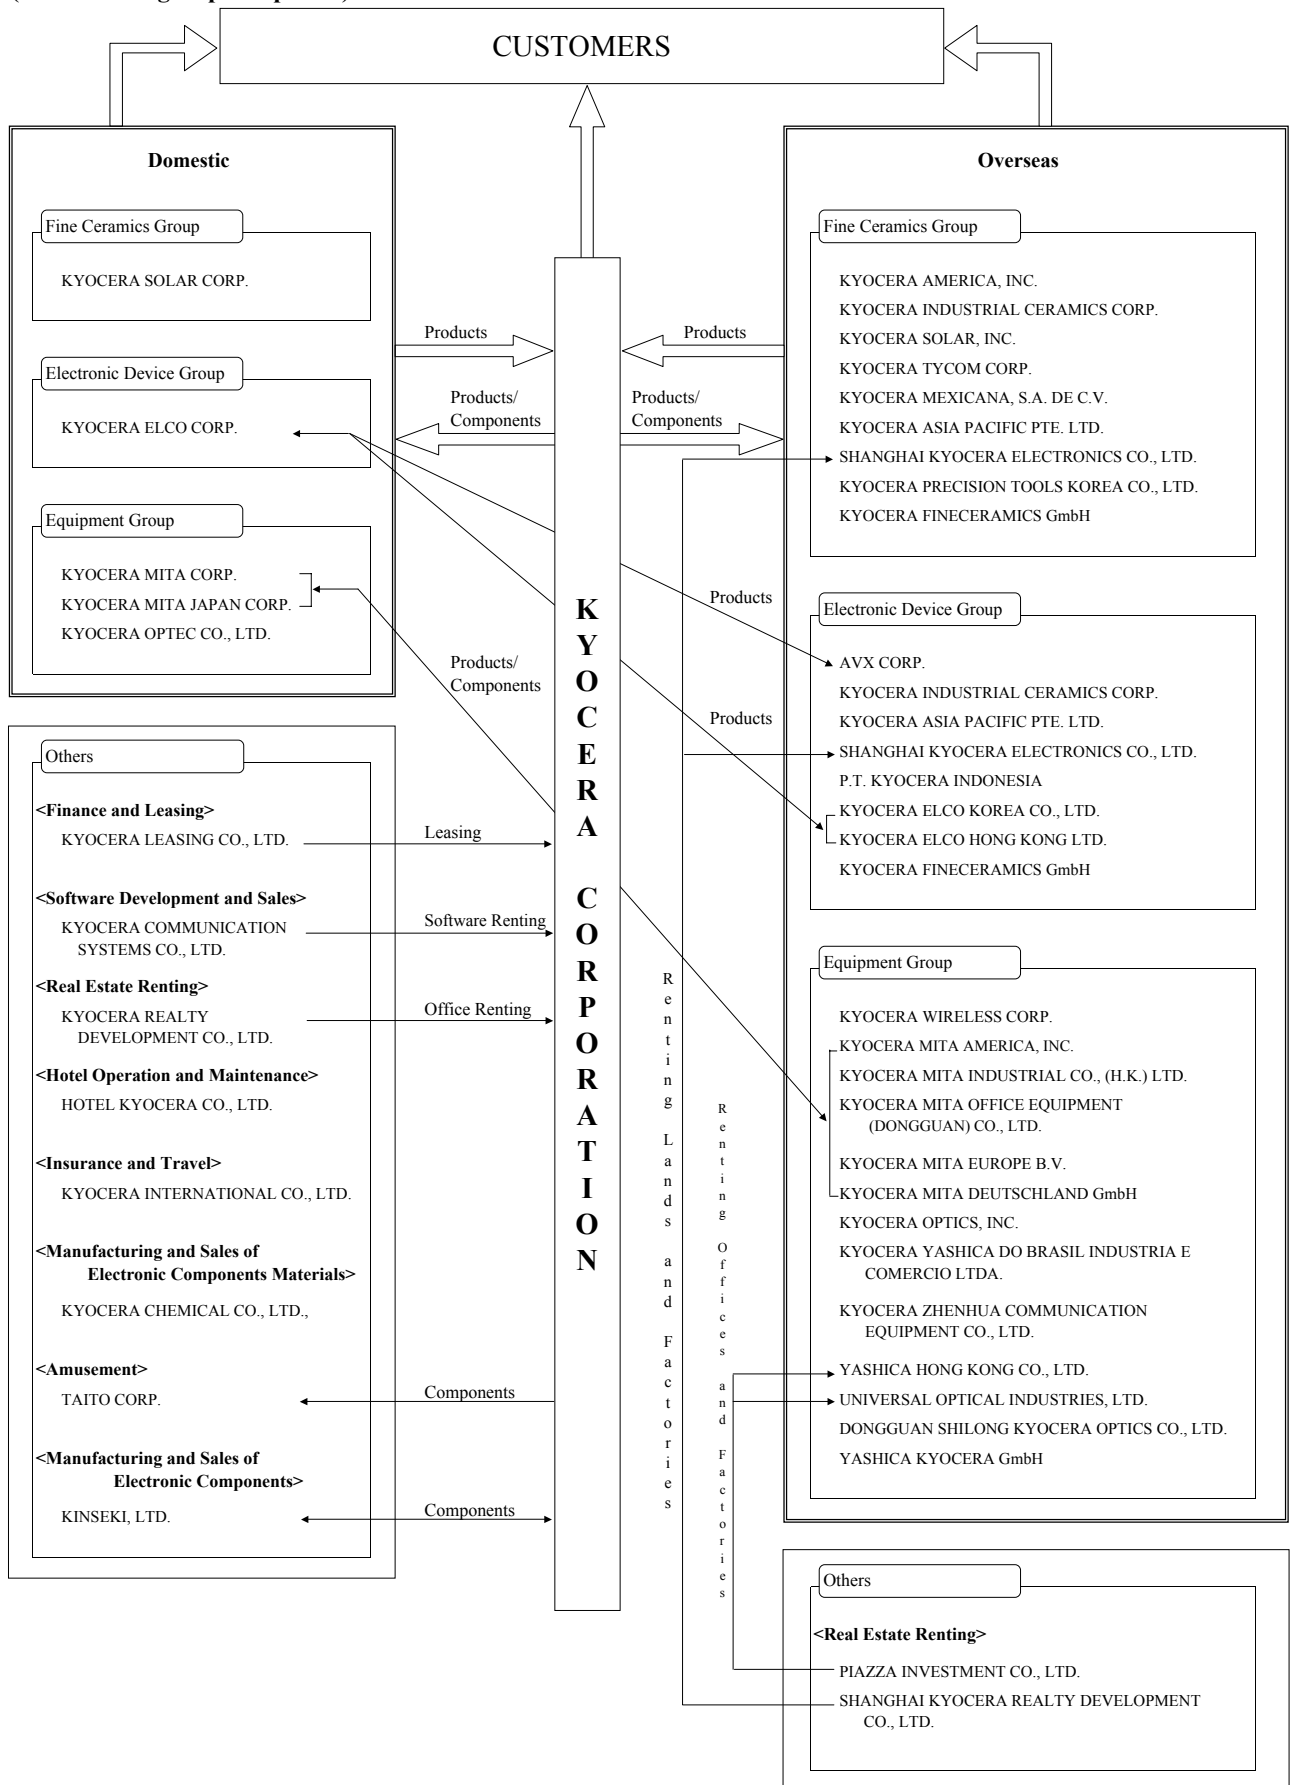 CUSTOMERS
Domestic
Fine Ceramics Group
KYOCERA SOLAR CORP.
Electronic Device Group
KYOCERA ELCO CORP.
Equipment Group
KYOCERA MITA CORP.
KYOCERA MITA JAPAN CORP.
KYOCERA OPTEC CO., LTD.
Others
<Finance and Leasing>
KYOCERA LEASING CO., LTD.
<Software Development and Sales>
KYOCERA COMMUNICATION
SYSTEMS CO., LTD.
<Real Estate Renting>
KYOCERA REALTY
DEVELOPMENT CO., LTD.
<Hotel Operation and Maintenance>
HOTEL KYOCERA CO., LTD.
<Insurance and Travel>
KYOCERA INTERNATIONAL CO., LTD.
<Manufacturing and Sales of
Electronic Components Materials>
KYOCERA CHEMICAL CO., LTD.,
<Amusement>
TAITO CORP.
<Manufacturing and Sales of
Electronic Components>
KINSEKI, LTD.
Products
Products/
Components
Products/
Components
Leasing
Software Renting
Office Renting
Components
Components
KYOCERA CORPORATION
Products
Products/
Components
Products
Products
Renting Lands and Factories
Renting Offices and Factories
Overseas
Fine Ceramics Group
KYOCERA AMERICA, INC.
KYOCERA INDUSTRIAL CERAMICS CORP.
KYOCERA SOLAR, INC.
KYOCERA TYCOM CORP.
KYOCERA MEXICANA, S.A. DE C.V.
KYOCERA ASIA PACIFIC PTE. LTD.
SHANGHAI KYOCERA ELECTRONICS CO., LTD.
KYOCERA PRECISION TOOLS KOREA CO., LTD.
KYOCERA FINECERAMICS GmbH
Electronic Device Group
AVX CORP.
KYOCERA INDUSTRIAL CERAMICS CORP.
KYOCERA ASIA PACIFIC PTE. LTD.
SHANGHAI KYOCERA ELECTRONICS CO., LTD.
P.T. KYOCERA INDONESIA
KYOCERA ELCO KOREA CO., LTD.
KYOCERA ELCO HONG KONG LTD.
KYOCERA FINECERAMICS GmbH
Equipment Group
KYOCERA WIRELESS CORP.
KYOCERA MITA AMERICA, INC.
KYOCERA MITA INDUSTRIAL CO., (H.K.) LTD.
KYOCERA MITA OFFICE EQUIPMENT
(DONGGUAN) CO., LTD.
KYOCERA MITA EUROPE B.V.
KYOCERA MITA DEUTSCHLAND GmbH
KYOCERA OPTICS, INC.
KYOCERA YASHICA DO BRASIL INDUSTRIA E
COMERCIO LTDA.
KYOCERA ZHENHUA COMMUNICATION
EQUIPMENT CO., LTD.
YASHICA HONG KONG CO., LTD.
UNIVERSAL OPTICAL INDUSTRIES, LTD.
DONGGUAN SHILONG KYOCERA OPTICS CO., LTD.
YASHICA KYOCERA GmbH
Others
<Real Estate Renting>
PIAZZA INVESTMENT CO., LTD.
SHANGHAI KYOCERA REALTY DEVELOPMENT
CO., LTD.